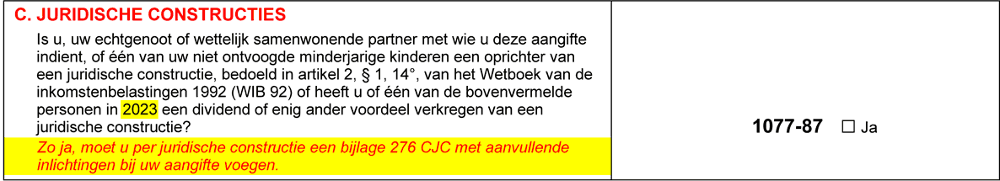 C. JURIDISCHE CONSTRUCTIES
Is u, uw echtgenoot of wettelijk samenwonende partner met wie u deze aangifte
indient, of één van uw niet ontvoogde minderjarige kinderen een oprichter van
een juridische constructie, bedoeld in artikel 2, § 1, 14°, van het Wetboek van de
inkomstenbelastingen 1992 (WIB 92) of heeft u of één van de bovenvermelde
personen in 2023 een dividend of enig ander voordeel verkregen van een
juridische constructie?
1077-87 ☐ Ja
Zo ja, moet u per juridische constructie een bijlage 276 CJC met aanvullende
inlichtingen bij uw aangifte voegen.